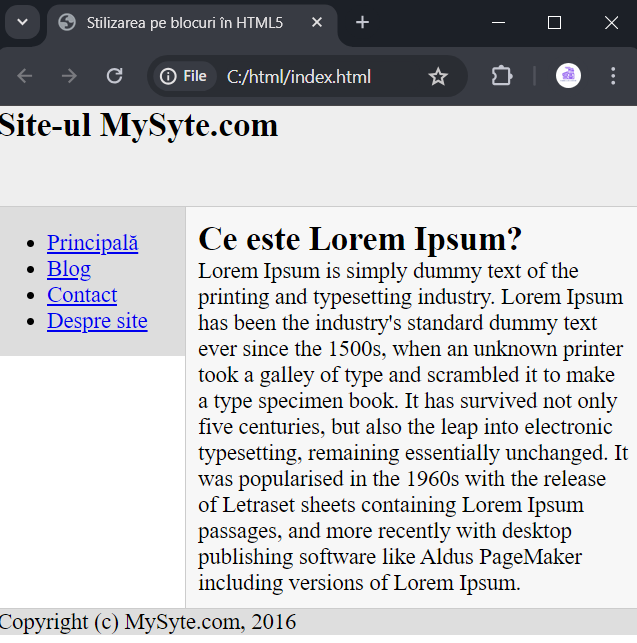 Stilizarea pe blocuri în HTML5
File C:/html/index.html
Site-ul MySyte.com
Principală
Blog
Contact
Despre site
Ce este Lorem Ipsum?
Lorem Ipsum is simply dummy text of the
printing and typesetting industry. Lorem Ipsum
has been the industry's standard dummy text
ever since the 1500s, when an unknown printer
took a galley of type and scrambled it to make
a type specimen book. It has survived not only
five centuries, but also the leap into electronic
typesetting, remaining essentially unchanged. It
was popularised in the 1960s with the release
of Letraset sheets containing Lorem Ipsum
passages, and more recently with desktop
publishing software like Aldus PageMaker
including versions of Lorem Ipsum.
Copyright (c) MySyte.com, 2016